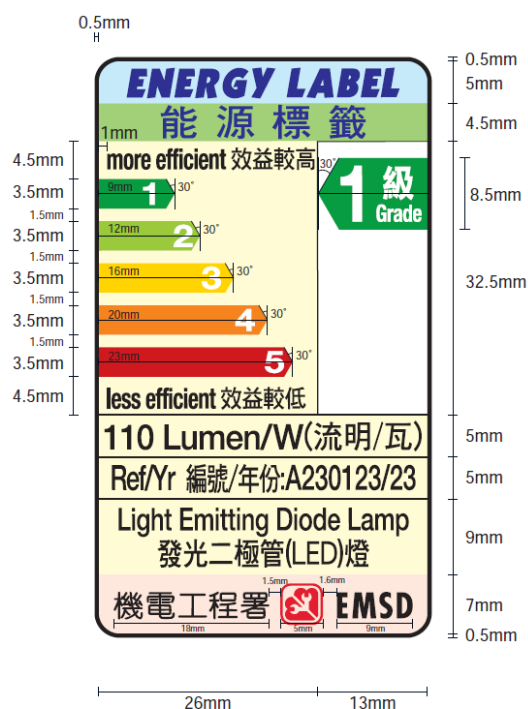 0.5mm
0.5mm
ENERGY LABEL
5mm
能源標籤
4.5mm
1mm
4.5mm
more efficient 效益較高
30°
1 級 Grade
8.5mm
3.5mm
9mm
1
30°
1.5mm
3.5mm
12mm
2
30°
1.5mm
3.5mm
16mm
3
30°
32.5mm
1.5mm
3.5mm
20mm
4
30°
1.5mm
3.5mm
23mm
5
30°
4.5mm
less efficient 效益較低
110 Lumen/W(流明/瓦)
5mm
Ref/Yr 編號/年份:A230123/23
5mm
Light Emitting Diode Lamp
發光二極管(LED)燈
9mm
1.5mm
1.6mm
機電工程署
EMSD
7mm
18mm
5mm
9mm
0.5mm
26mm
13mm